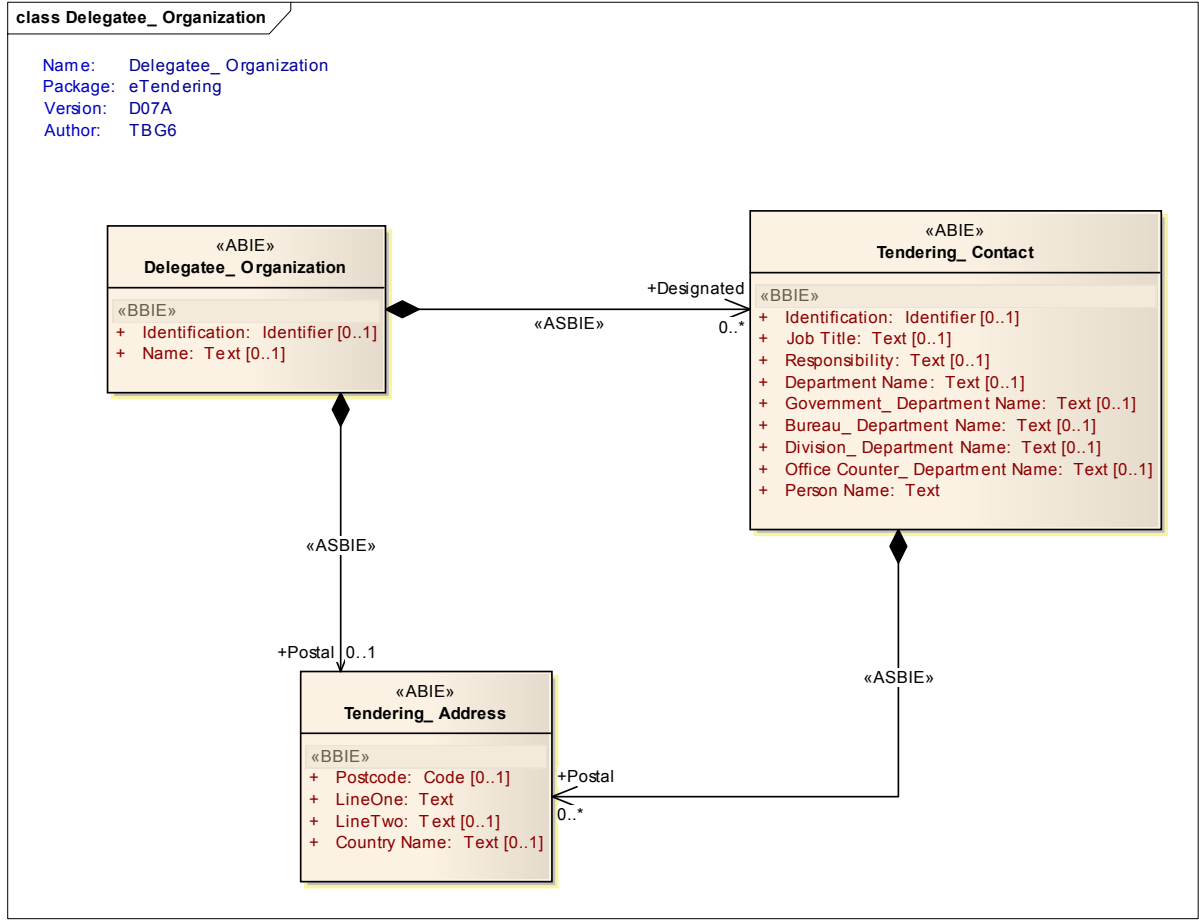 class Delegatee_ Organization
Name: Delegatee_ Organization
Package: eTendering
Version: D07A
Author: TBG6
«ABIE»
Delegatee_ Organization
«BBIE»
+ Identification: Identifier [0..1]
+ Name: Text [0..1]
+Designated
0..*
«ASBIE»
«ABIE»
Tendering_ Contact
«BBIE»
+ Identification: Identifier [0..1]
+ Job Title: Text [0..1]
+ Responsibility: Text [0..1]
+ Department Name: Text [0..1]
+ Government_ Department Name: Text [0..1]
+ Bureau_ Department Name: Text [0..1]
+ Division_ Department Name: Text [0..1]
+ Office Counter_ Department Name: Text [0..1]
+ Person Name: Text
«ASBIE»
+Postal 0..1
«ASBIE»
«ABIE»
Tendering_ Address
«BBIE»
+ Postcode: Code [0..1]
+ LineOne: Text
+ LineTwo: Text [0..1]
+ Country Name: Text [0..1]
+Postal
0..*